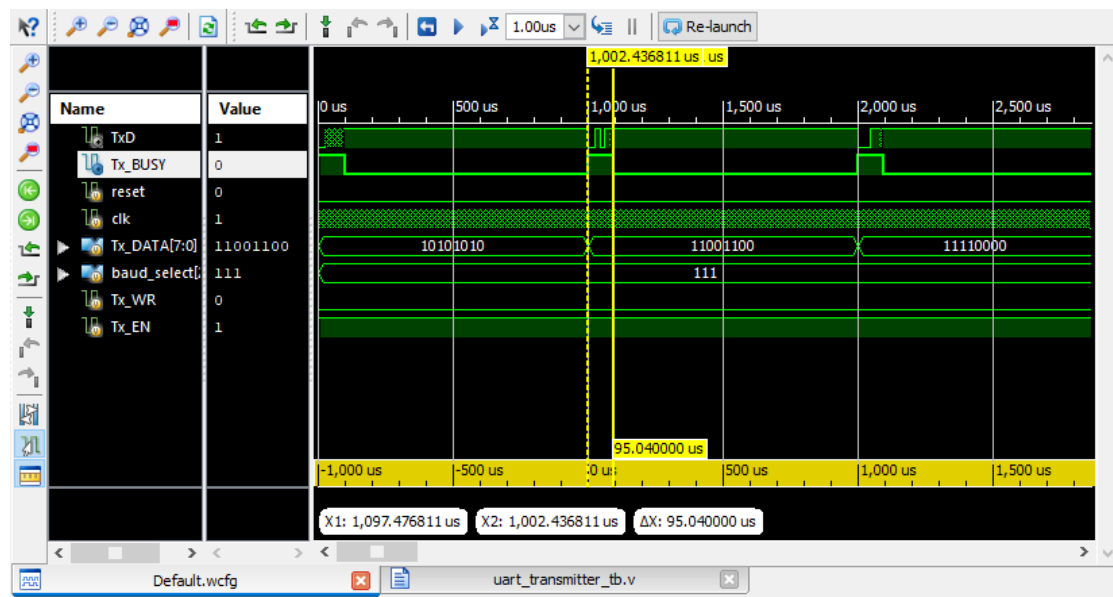 1.00us Re-launch
1,002.436811 us us
Name Value
0 us 500 us 1,000 us 1,500 us 2,000 us 2,500 us
TxD 1
Tx_BUSY 0
reset 0
clk 1
Tx_DATA[7:0] 11001100 10101010 11001100 11110000
baud_select[ 111 111
Tx_WR 0
Tx_EN 1
95.040000 us
-1,000 us -500 us 0 us 500 us 1,000 us 1,500 us
X1: 1,097.476811 us X2: 1,002.436811 us ΔX: 95.040000 us
Default.wcfg uart_transmitter_tb.v